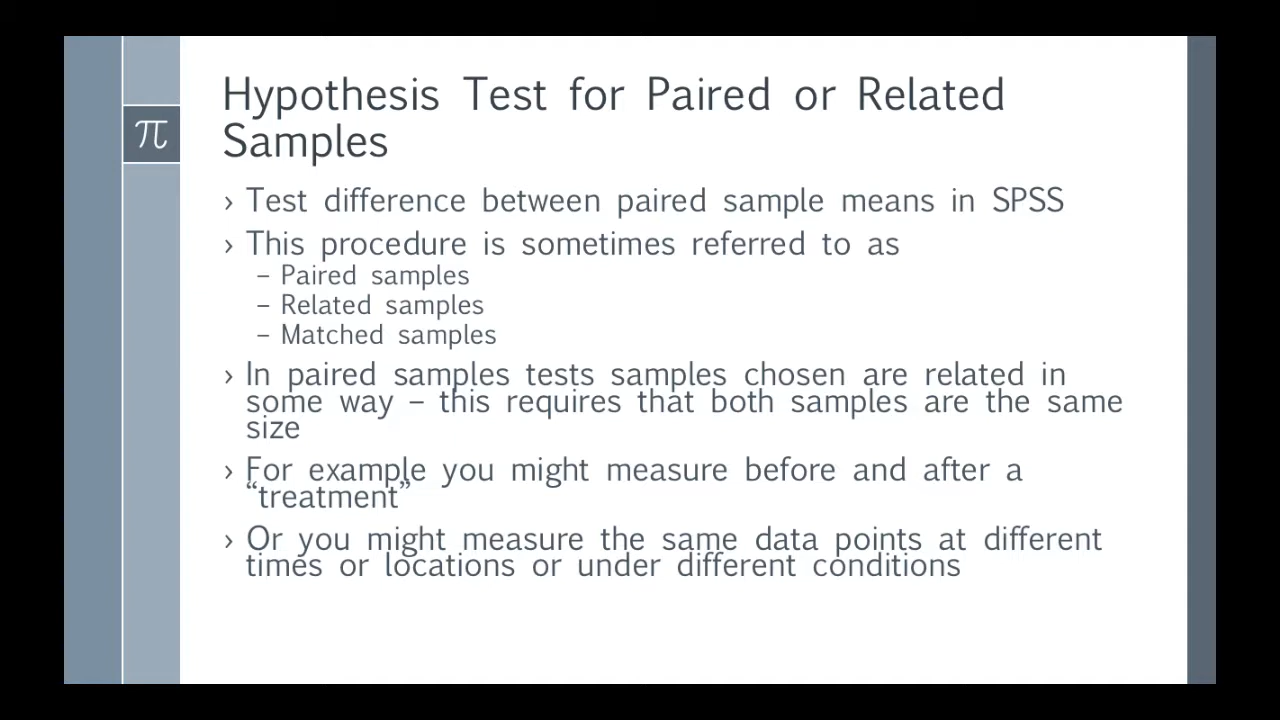 π
Hypothesis Test for Paired or Related
Samples
› Test difference between paired sample means in SPSS
› This procedure is sometimes referred to as
– Paired samples
– Related samples
– Matched samples
› In paired samples tests samples chosen are related in
some way – this requires that both samples are the same
size
› For example you might measure before and after a
“treatment”
› Or you might measure the same data points at different
times or locations or under different conditions